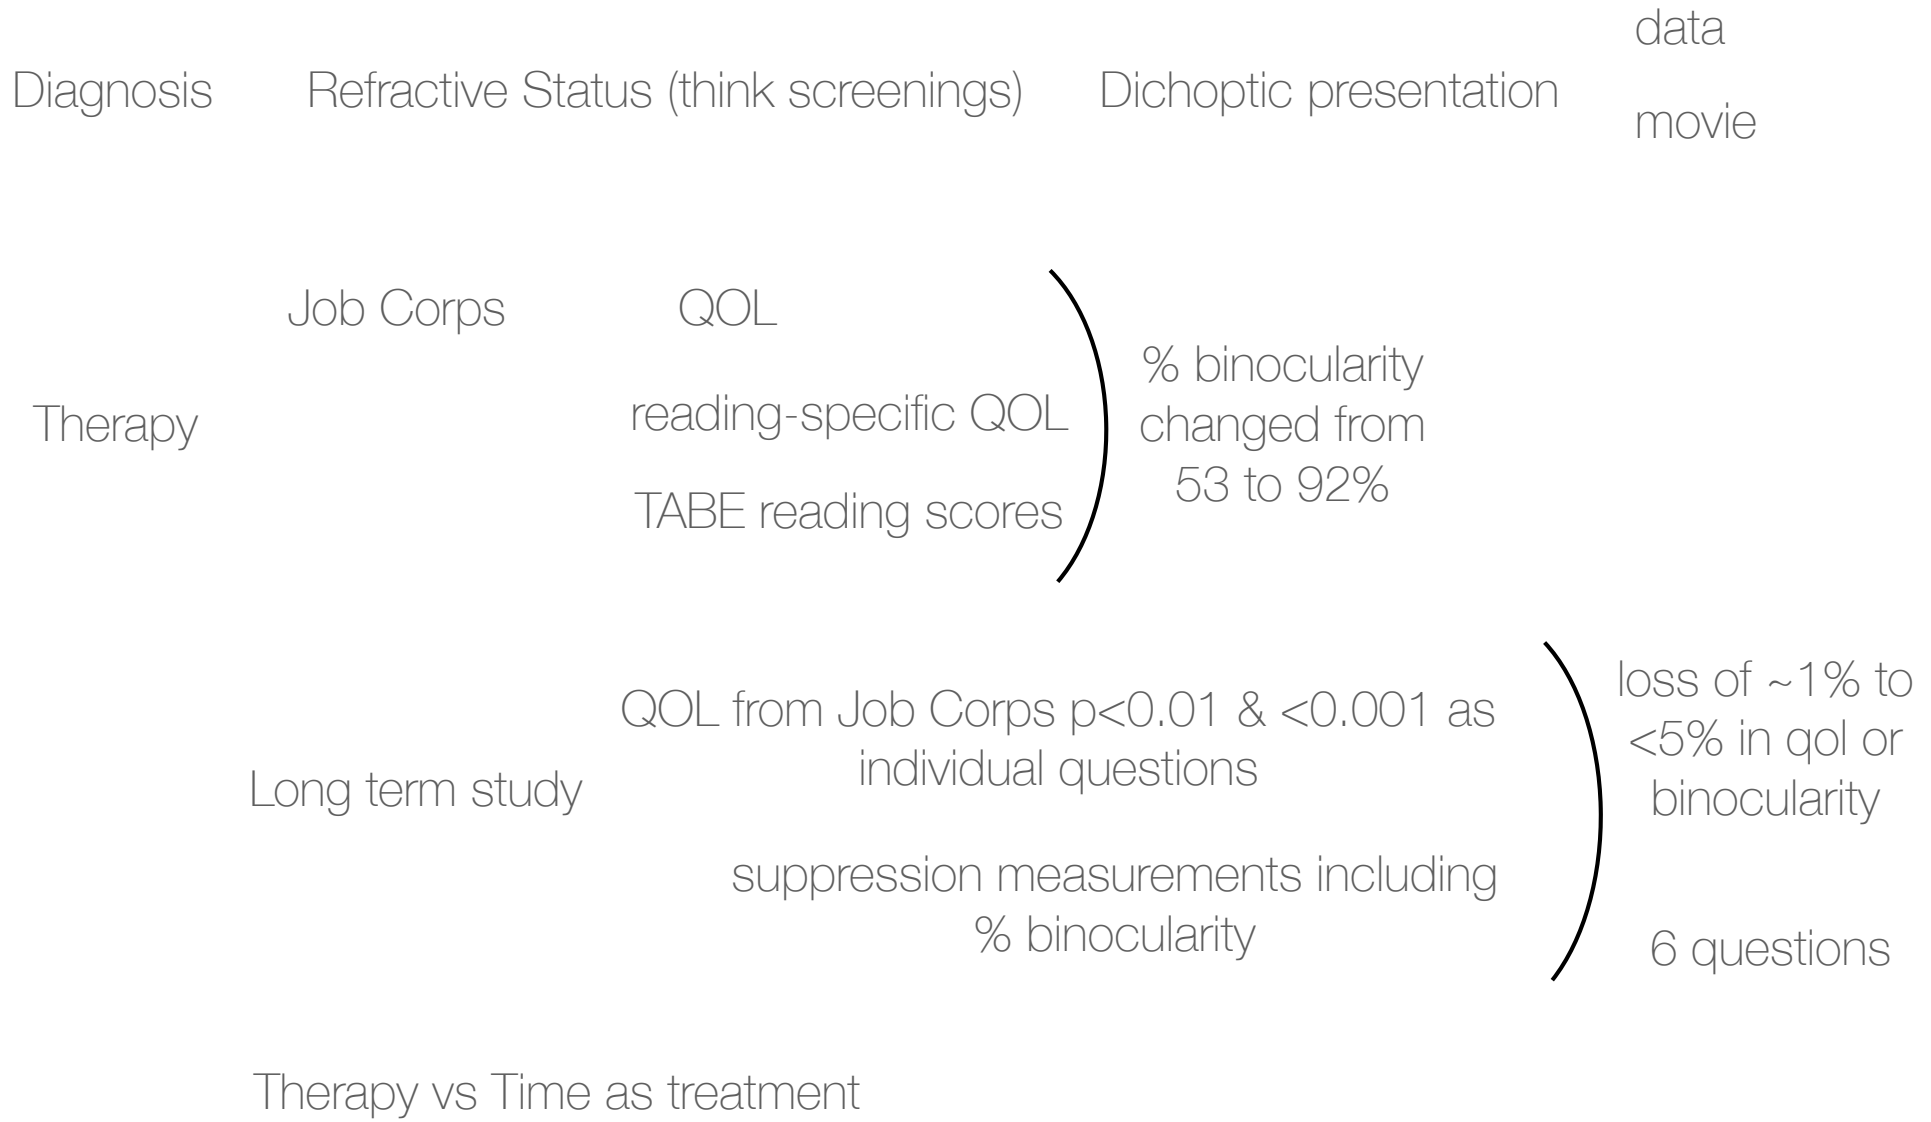 data
Diagnosis
Refractive Status (think screenings)
Dichoptic presentation
movie
Job Corps
QOL
reading-specific QOL
TABE reading scores
% binocularity
changed from
53 to 92%
Therapy
QOL from Job Corps p<0.01 & <0.001 as
individual questions
Long term study
suppression measurements including
% binocularity
loss of ~1% to
<5% in qol or
binocularity
6 questions
Therapy vs Time as treatment